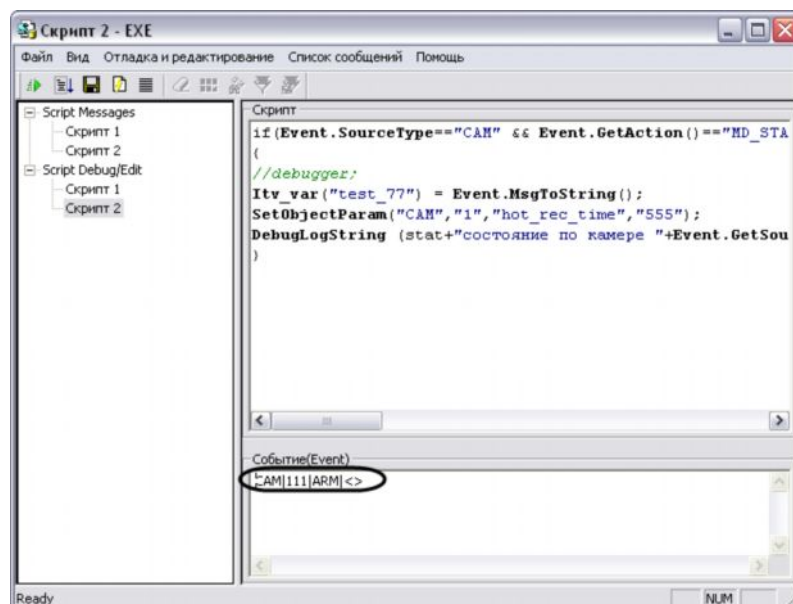 Скрипт 2 - EXE
Файл Вид Отладка и редактирование Список сообщений Помощь
Script Messages
Скрипт 1
Скрипт 2
Script Debug/Edit
Скрипт 1
Скрипт 2
Скрипт
if(Event.SourceType=="CAM" && Event.GetAction()=="MD_STA
(
//debugger;
Itv_var("test_77") = Event.MsgToString();
SetObjectParam("CAM","1","hot_rec_time","555");
DebugLogString (stat+"состояние по камере "+Event.GetSou
)
Событие(Event)
CAM|111|ARM|<>
Ready
NUM